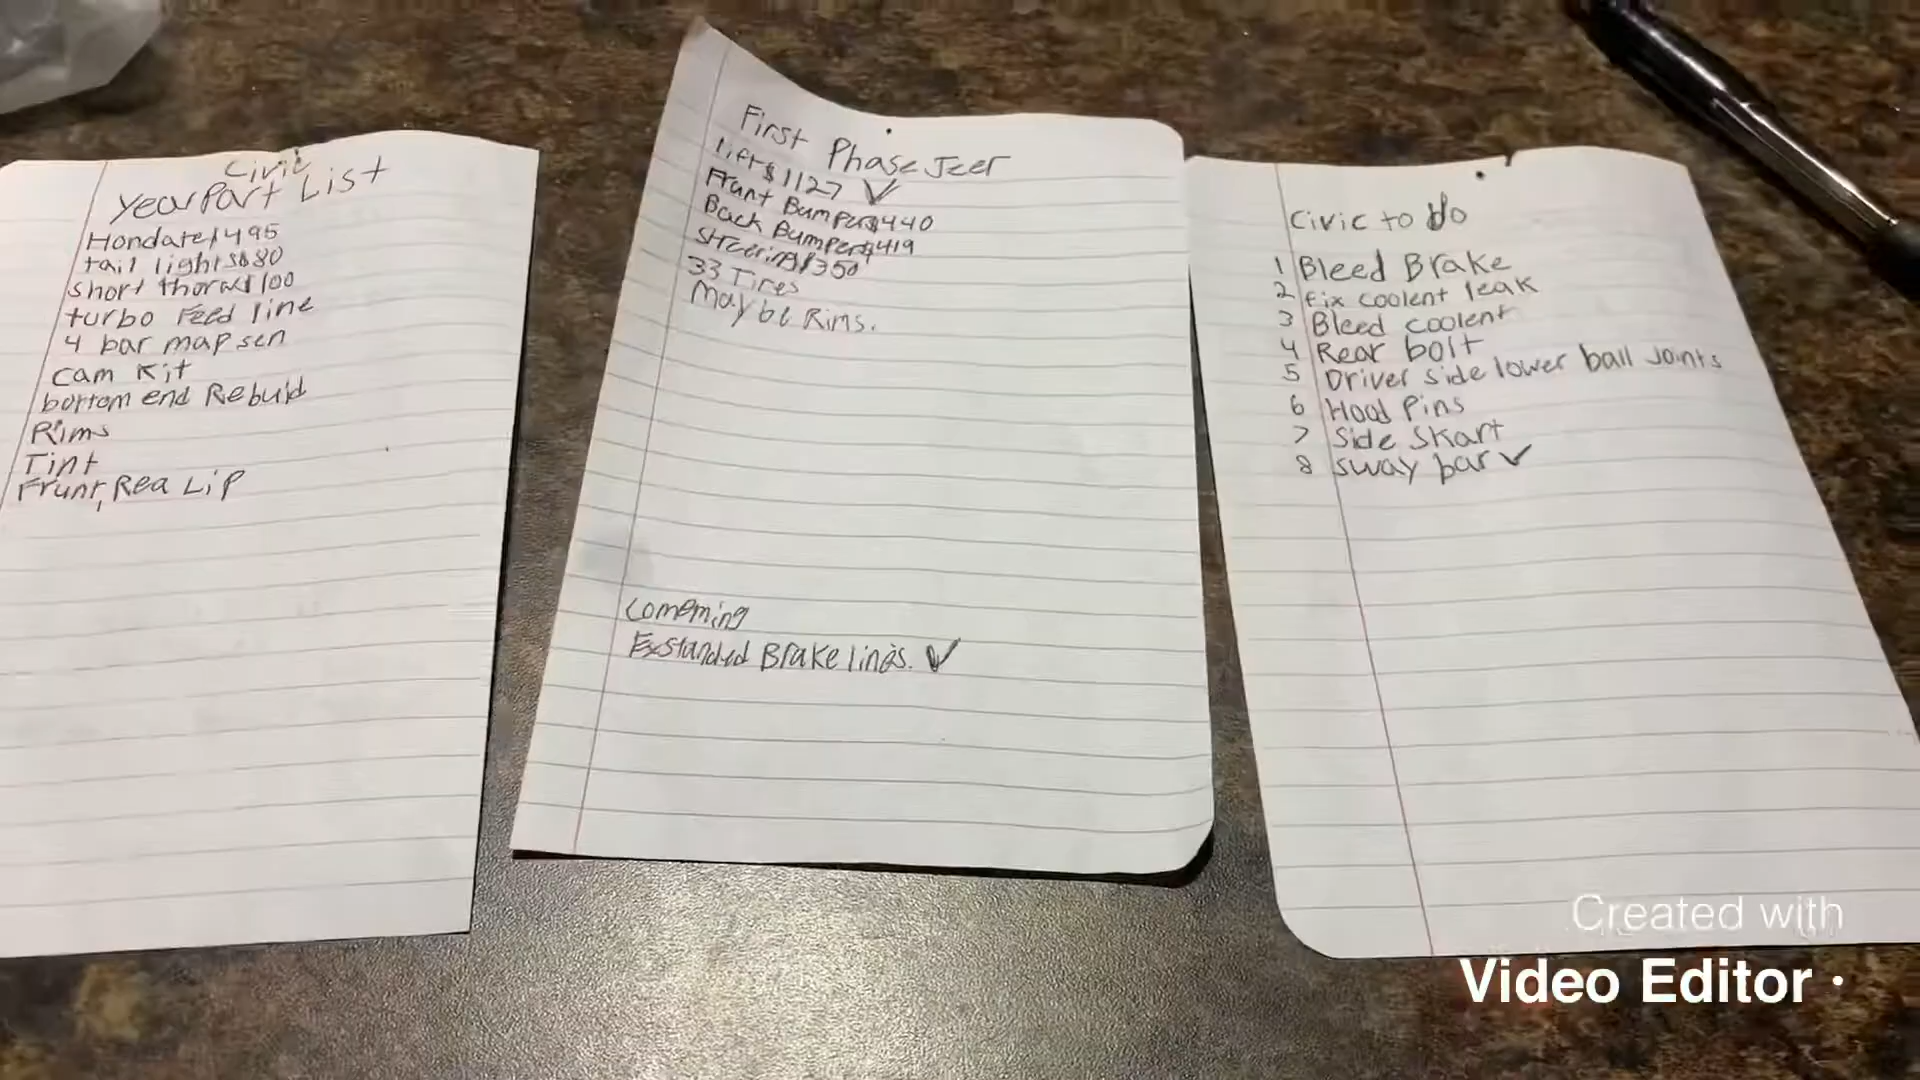 Civic
Year Part List
Hondata $495
tail lights $80
short thorw $100
turbo Feed line
4 bar map sen
Cam Kit
bottom end Rebuld
Rims
Tint
Frunt, Rea Lip
First Phase Jeep
lift $1127 ✓
Frunt Bumper $440
Back Bumper $419
streering $350
33 Tires
Maybe Rims.
Comeming
Exstanded Brake lines. ✓
Civic to do
1 Bleed Brake
2 fix coolent leak
3 Bleed coolent
4 Rear bolt
5 Driver side lower ball joints
6 Hood Pins
7 Side Skart
8 sway bar ✓
Created with
Video Editor ·